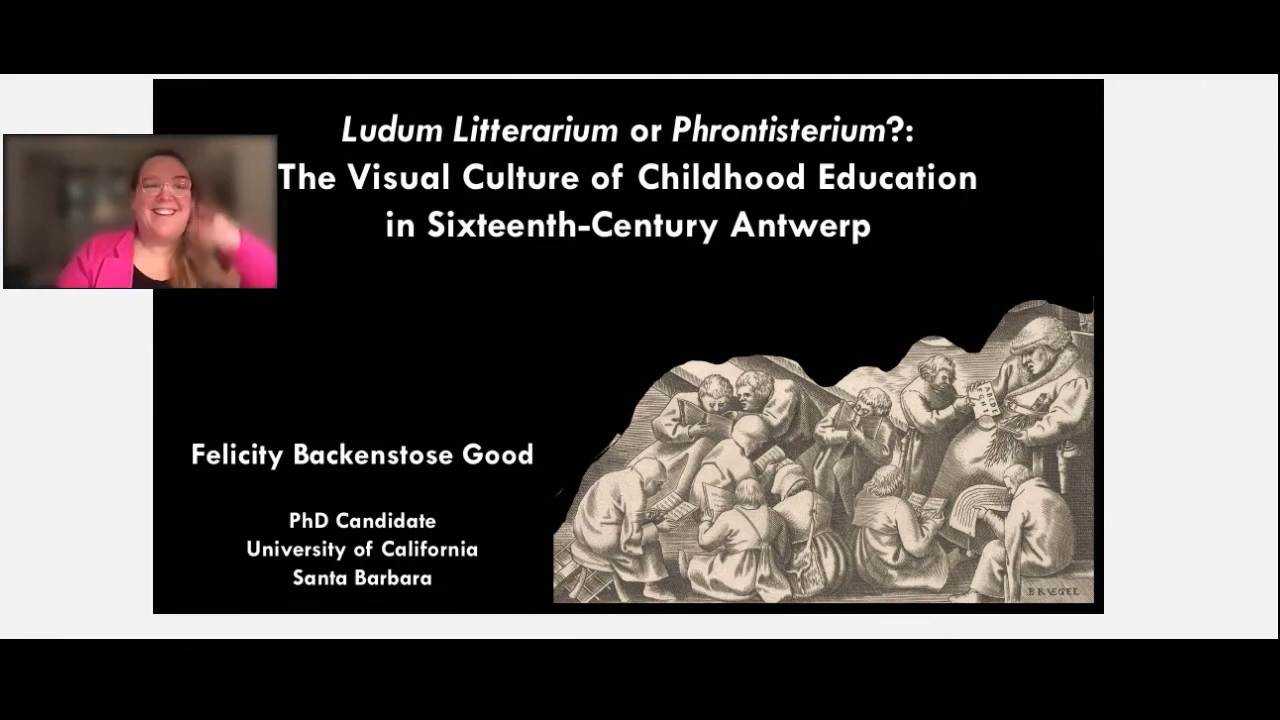 Ludum Litterarium or Phrontisterium?:
The Visual Culture of Childhood Education
in Sixteenth-Century Antwerp
Felicity Backenstose Good
PhD Candidate
University of California
Santa Barbara
BRVEGEL